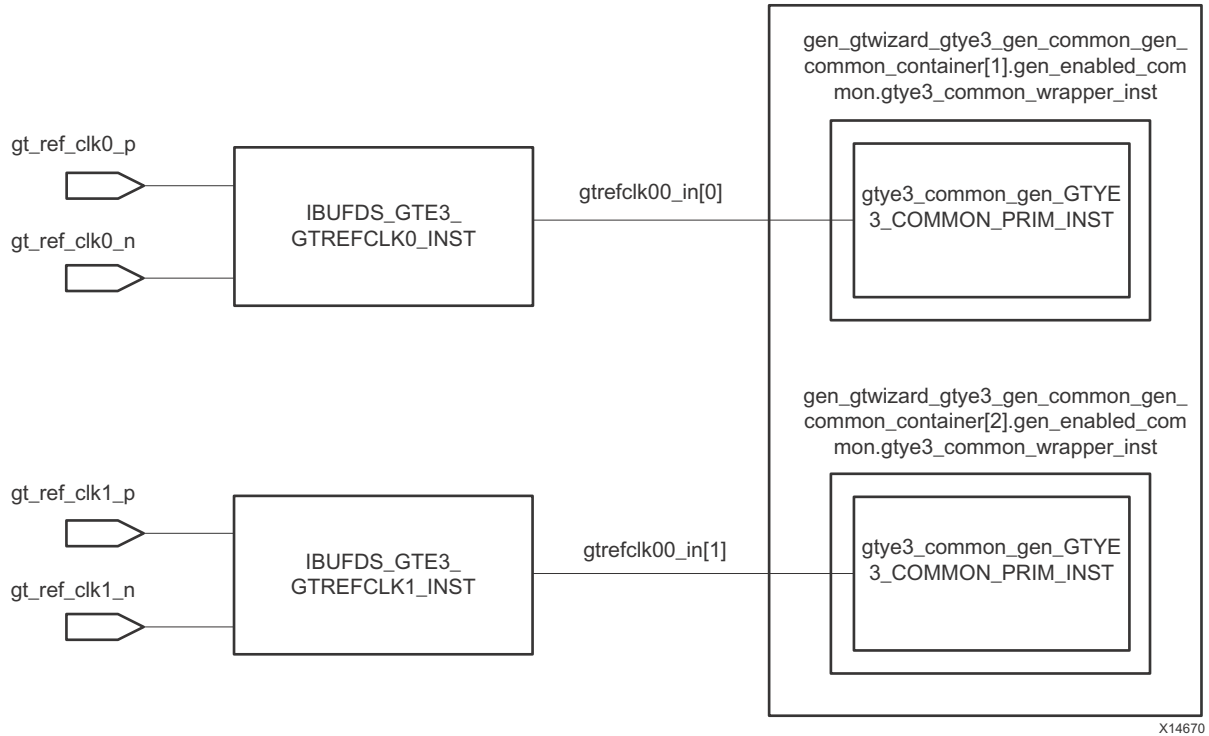 gen_gtwizard_gtye3_gen_common_gen_
common_container[1].gen_enabled_com
mon.gtye3_common_wrapper_inst
gt_ref_clk0_p
gt_ref_clk0_n
IBUFDS_GTE3_
GTREFCLK0_INST
gtrefclk00_in[0]
gtye3_common_gen_GTYE
3_COMMON_PRIM_INST
gen_gtwizard_gtye3_gen_common_gen_
common_container[2].gen_enabled_com
mon.gtye3_common_wrapper_inst
gt_ref_clk1_p
gt_ref_clk1_n
IBUFDS_GTE3_
GTREFCLK1_INST
gtrefclk00_in[1]
gtye3_common_gen_GTYE
3_COMMON_PRIM_INST
X14670